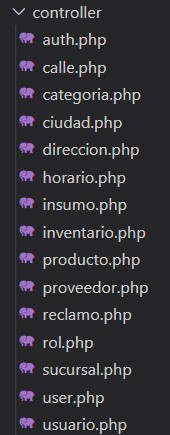 controller
auth.php
calle.php
categoria.php
ciudad.php
direccion.php
horario.php
insumo.php
inventario.php
producto.php
proveedor.php
reclamo.php
rol.php
sucursal.php
user.php
usuario.php